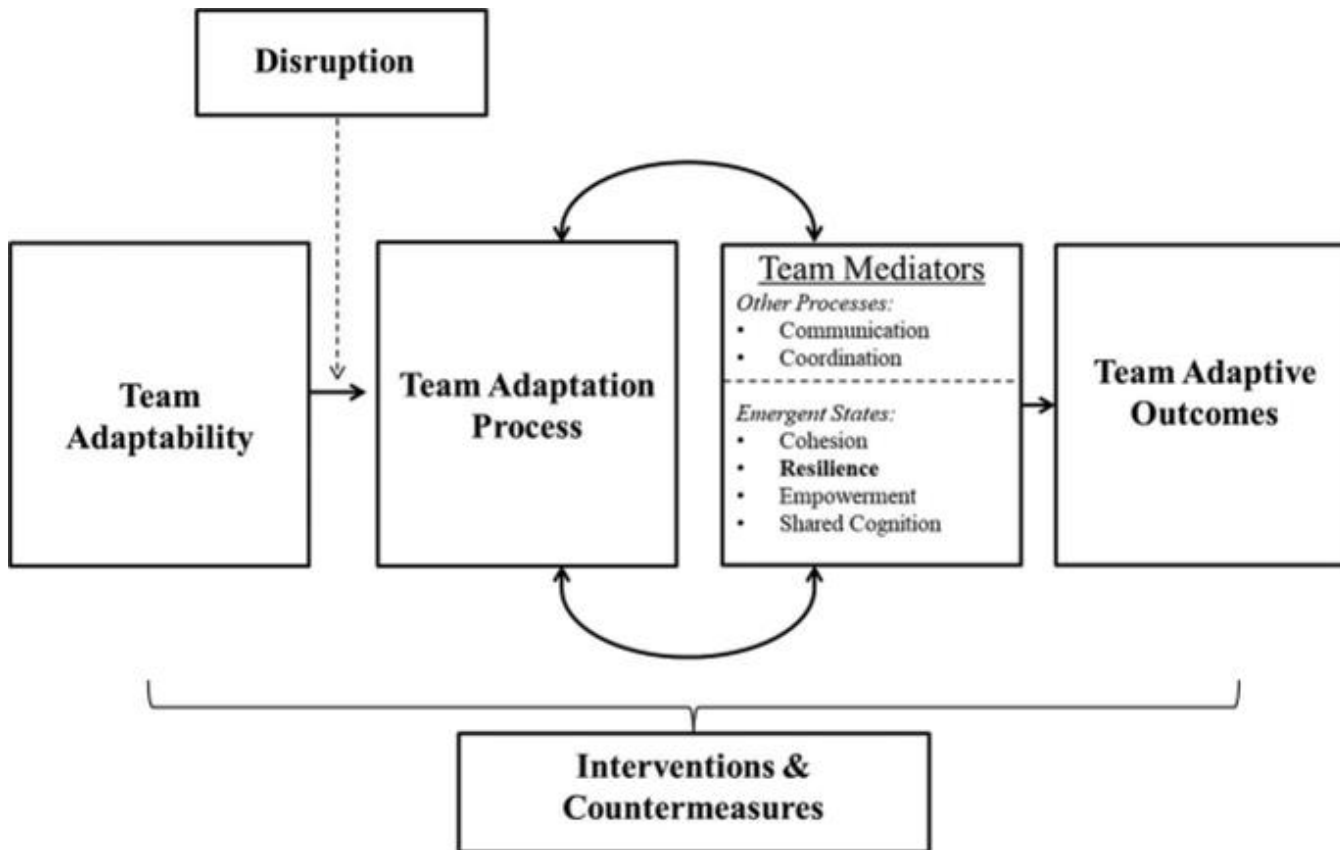 Disruption
Team
Adaptability
Team Adaptation
Process
Team Mediators
Other Processes:
• Communication
• Coordination
Emergent States:
• Cohesion
• Resilience
• Empowerment
• Shared Cognition
Team Adaptive
Outcomes
Interventions &
Countermeasures